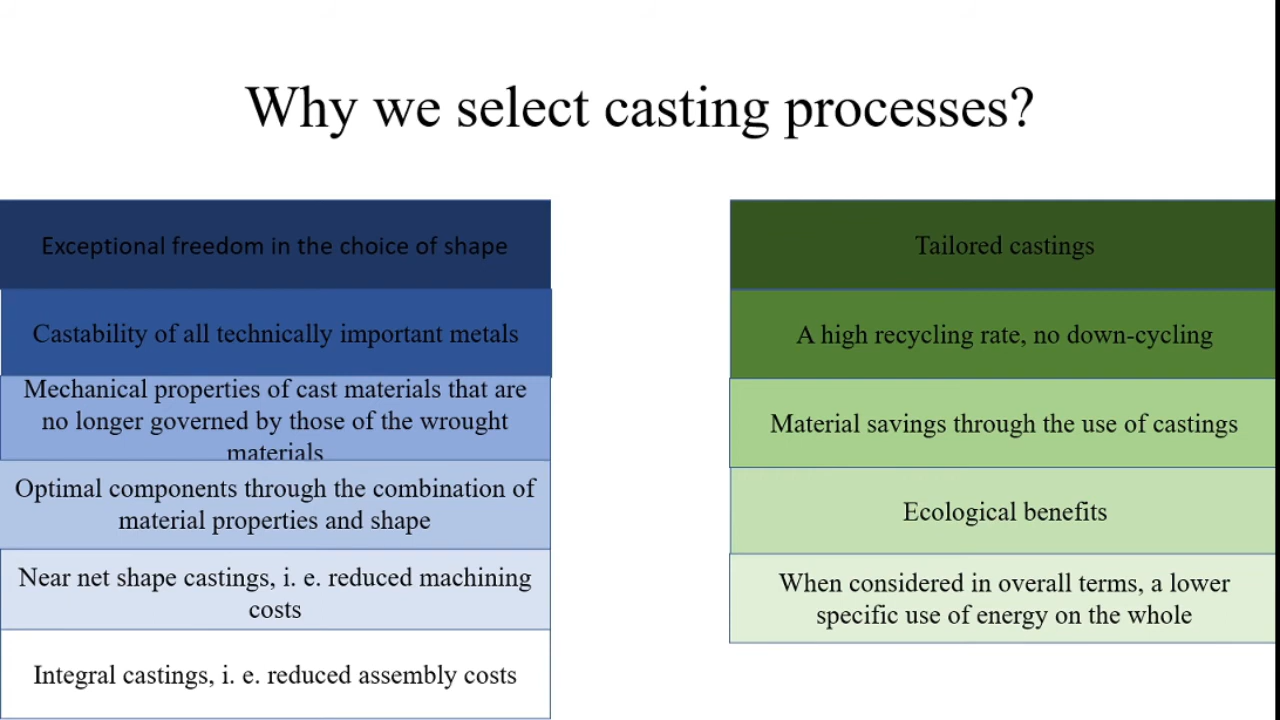 Why we select casting processes?
Exceptional freedom in the choice of shape
Castability of all technically important metals
Mechanical properties of cast materials that are
no longer governed by those of the wrought
materials
Optimal components through the combination of
material properties and shape
Near net shape castings, i. e. reduced machining
costs
Integral castings, i. e. reduced assembly costs
Tailored castings
A high recycling rate, no down-cycling
Material savings through the use of castings
Ecological benefits
When considered in overall terms, a lower
specific use of energy on the whole